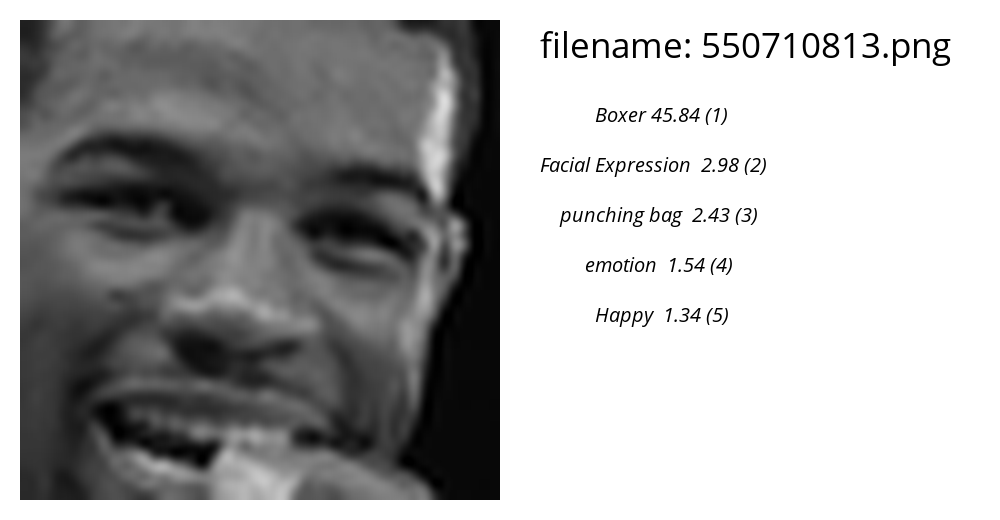 filename: 550710813.png
Boxer 45.84 (1)
Facial Expression 2.98 (2)
punching bag 2.43 (3)
emotion 1.54 (4)
Happy 1.34 (5)